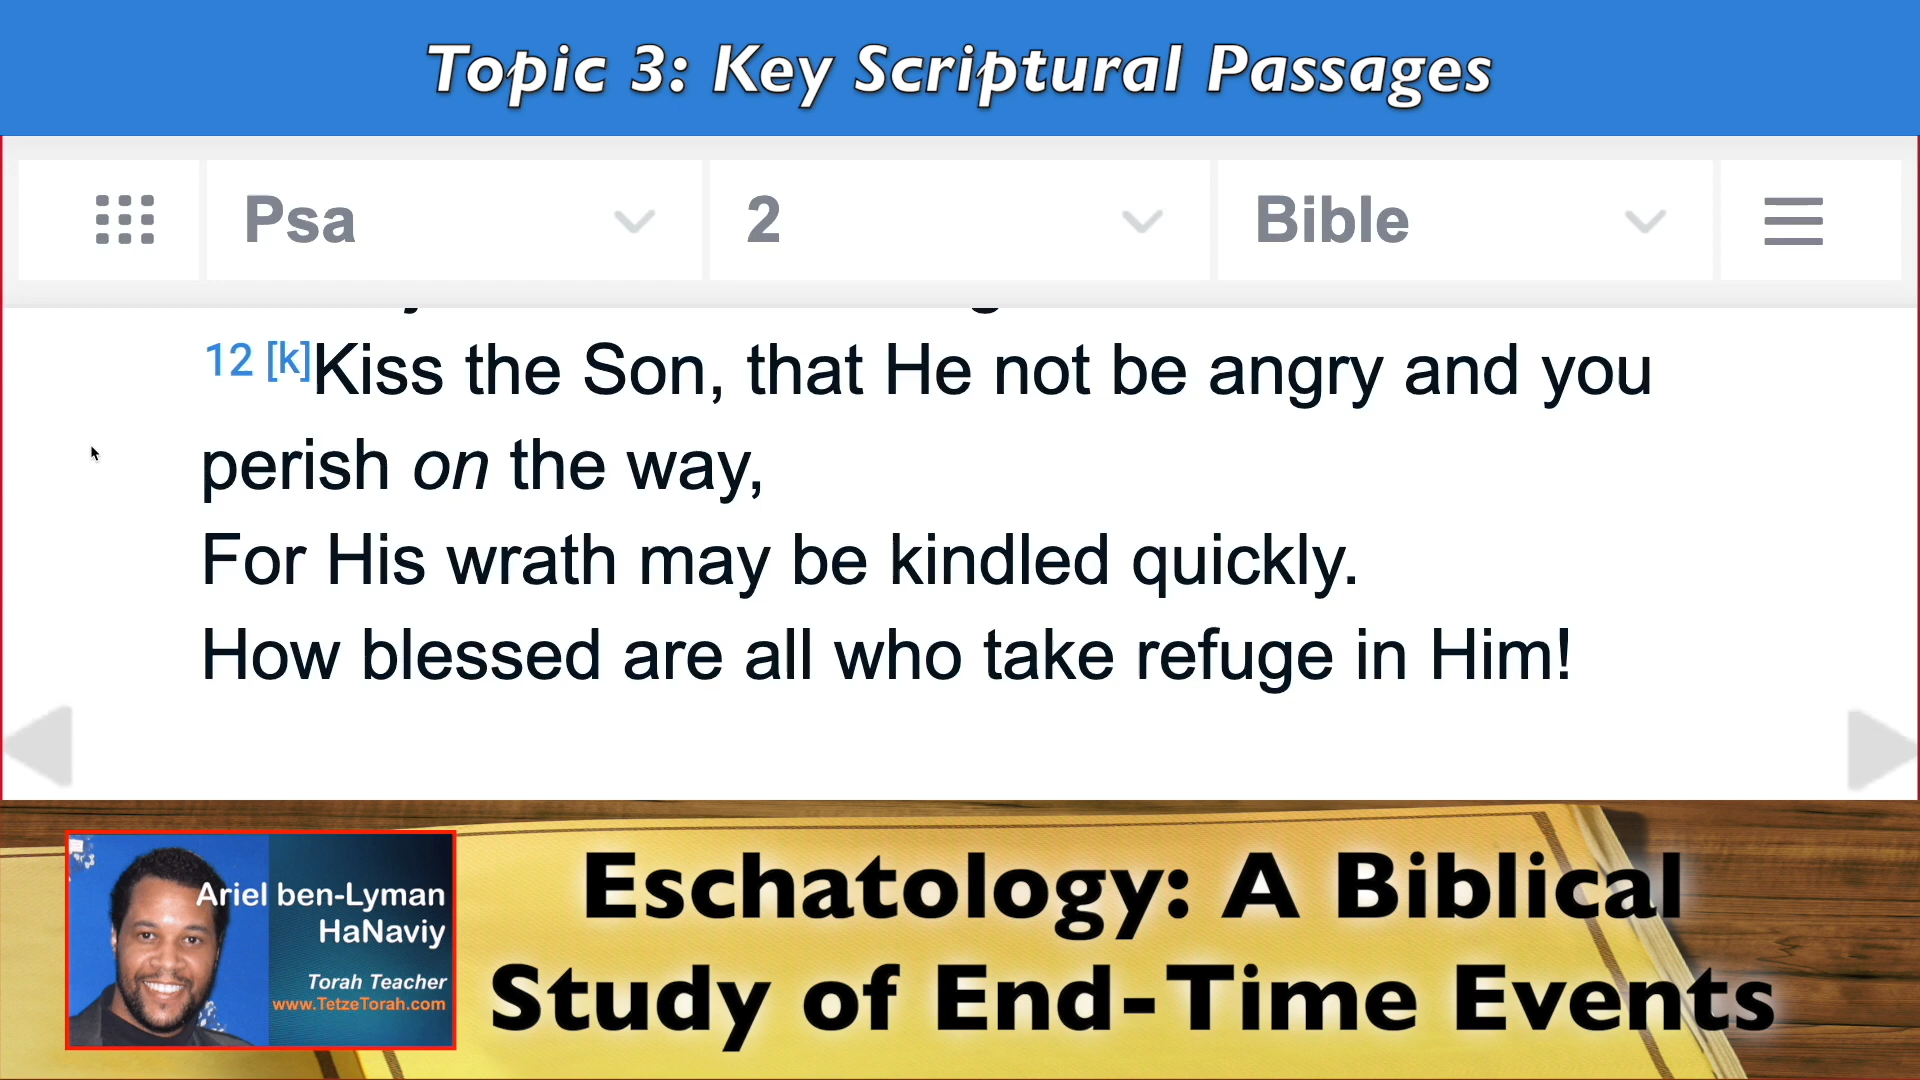 Topic 3: Key Scriptural Passages
Psa 2 Bible
12 [k]Kiss the Son, that He not be angry and you
perish on the way,
For His wrath may be kindled quickly.
How blessed are all who take refuge in Him!
Ariel ben-Lyman
HaNaviy
Torah Teacher
www.TetzeTorah.com
Eschatology: A Biblical
Study of End-Time Events